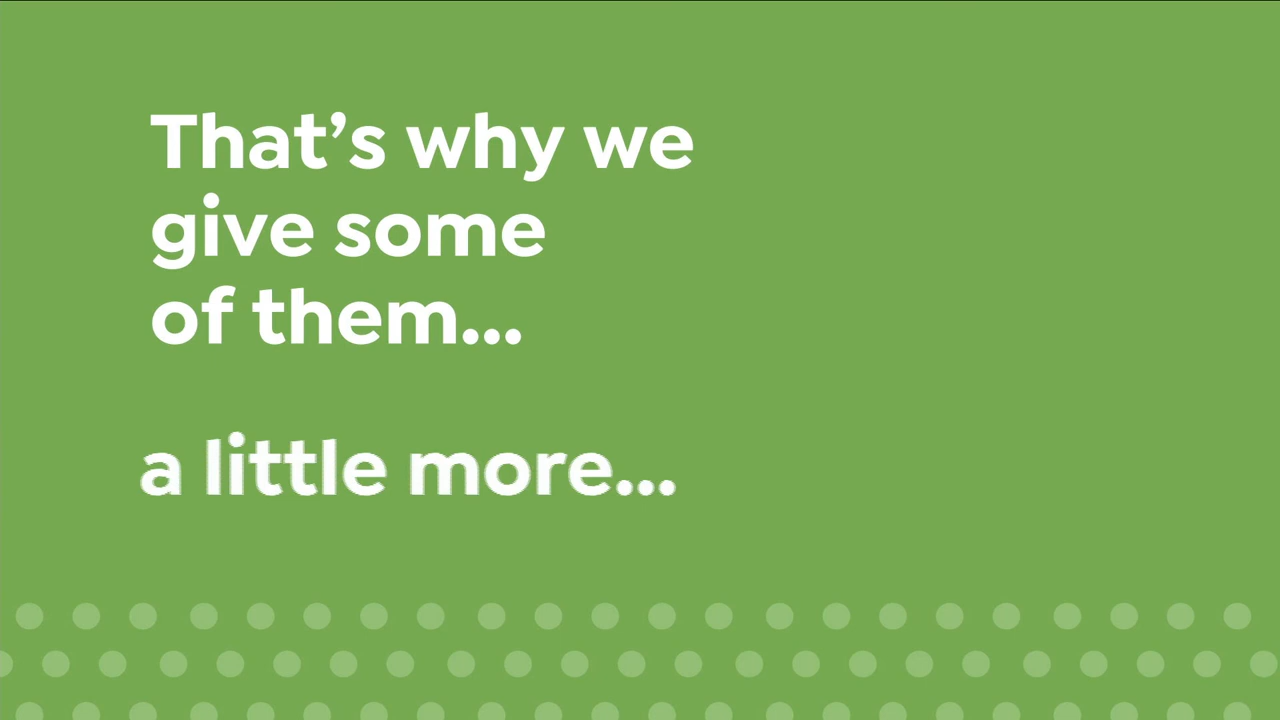 That’s why we
give some
of them...
a little more...